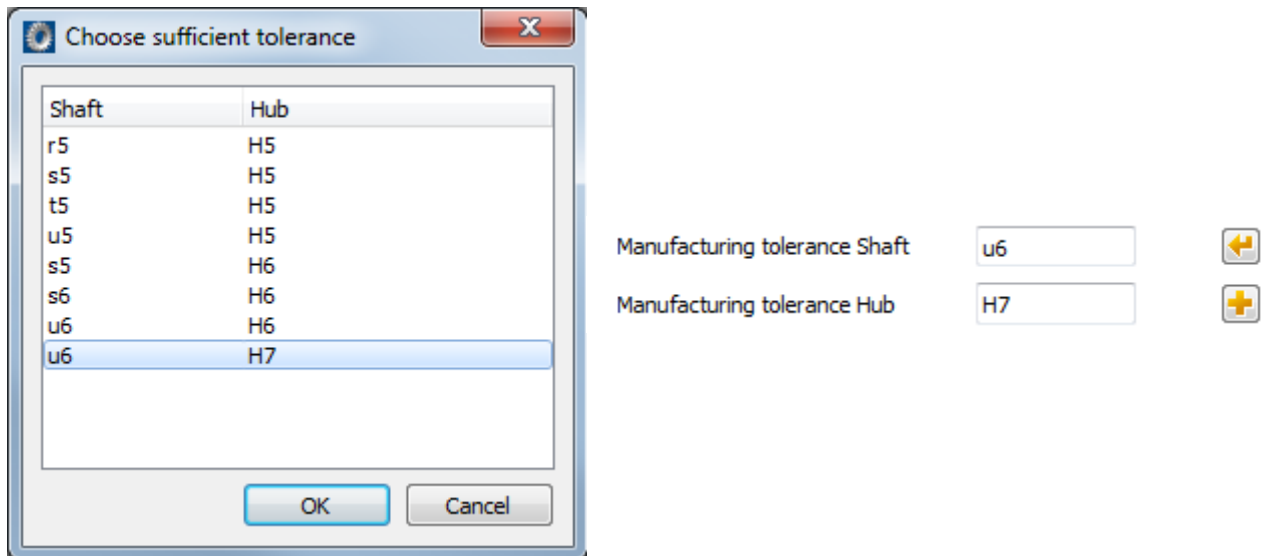 Choose sufficient tolerance
Shaft Hub
r5 H5
s5 H5
t5 H5
u5 H5
s5 H6
s6 H6
u6 H6
u6 H7
OK Cancel
Manufacturing tolerance Shaft u6
Manufacturing tolerance Hub H7